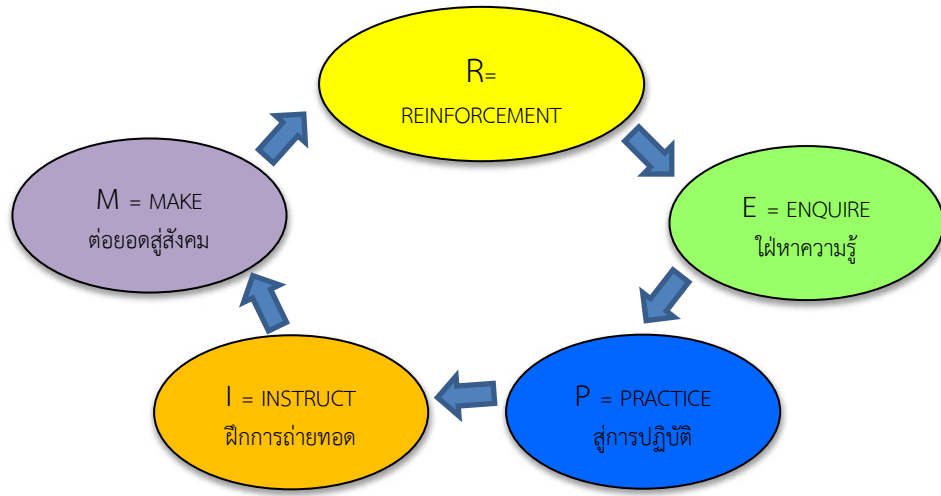 R=
REINFORCEMENT
E = ENQUIRE
ใฝ่หาความรู้
P = PRACTICE
สู่การปฏิบัติ
I = INSTRUCT
ฝึกการถ่ายทอด
M = MAKE
ต่อยอดสู่สังคม